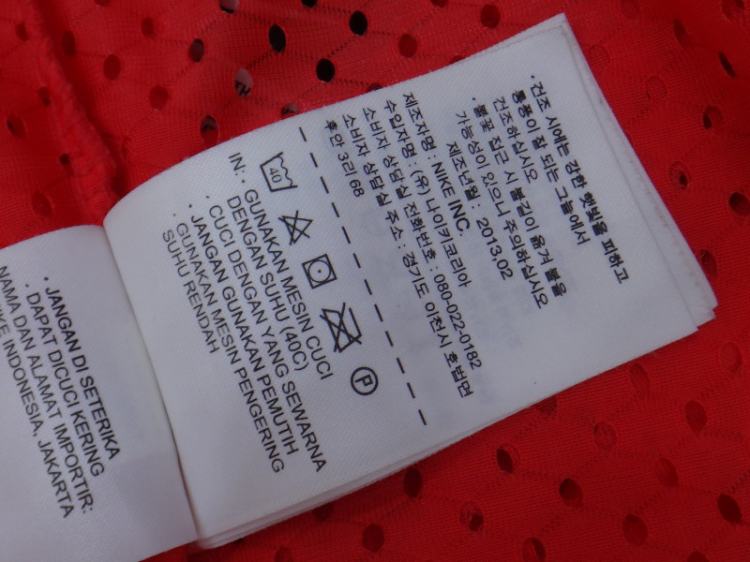 · 건조 시에는 강한 햇빛을 피하고
통풍이 잘 되는 그늘에서
건조하십시오
· 불꽃 접근 시 불길이 옮겨 붙을
가능성이 있으니 주의하십시오
제조년월 : 2013.02
제조자명 : NIKE INC.
수입자명 : (유) 나이키코리아
소비자 상담실 전화번호 : 080-022-0182
소비자 상담실 주소 : 경기도 이천시 호법면
후안 3리 68
40
P
IN: · GUNAKAN MESIN CUCI
DENGAN SUHU (40C)
· CUCI DENGAN YANG SEWARNA
· JANGAN GUNAKAN PEMUTIH
· GUNAKAN MESIN PENGERING
SUHU RENDAH
· JANGAN DI SETERIKA
· DAPAT DICUCI KERING
NAMA DAN ALAMAT IMPORTIR:
INDONESIA, JAKARTA